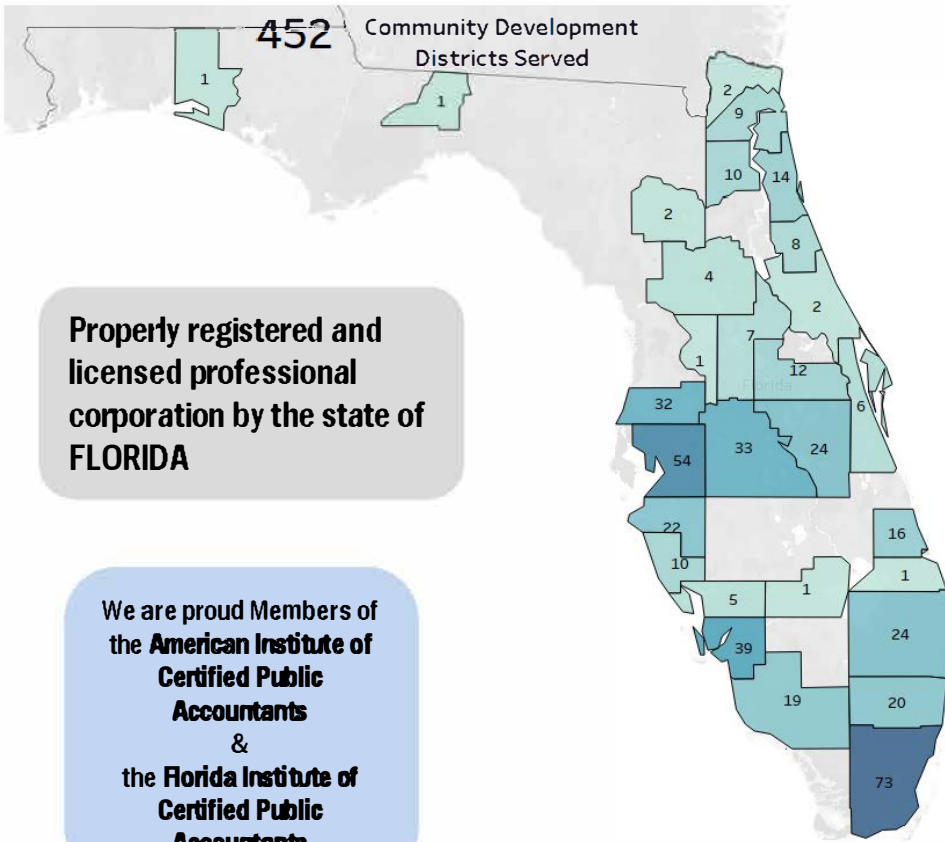 452
Community Development
Districts Served
1
1
2
9
10
14
2
8
4
2
7
1
12
Florida
6
32
33
24
54
22
16
10
1
1
5
24
39
19
20
73
Properly registered and
licensed professional
corporation by the state of
FLORIDA
We are proud Members of
the American Institute of
Certified Public
Accountants
&
the Florida Institute of
Certified Public
Accountants